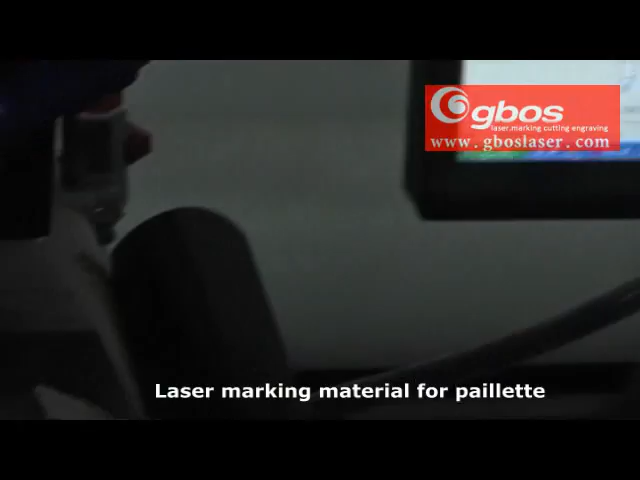 gbos
laser.marking cutting engraving
www.gboslaser.com
Laser marking material for paillette